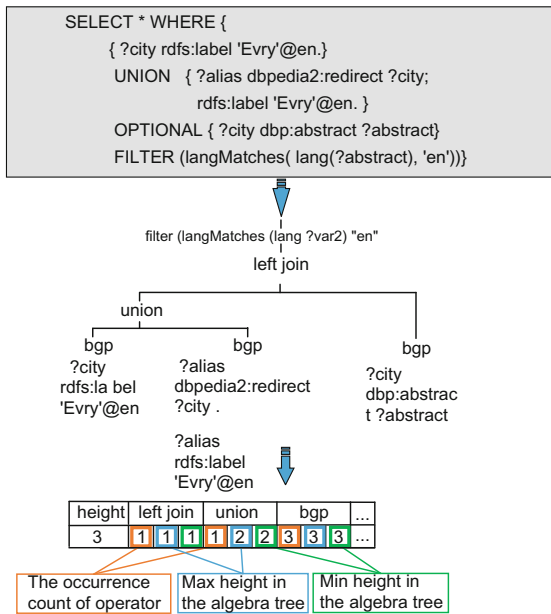 SELECT * WHERE {
{ ?city rdfs:label 'Evry'@en.}
UNION { ?alias dbpedia2:redirect ?city;
rdfs:label 'Evry'@en. }
OPTIONAL { ?city dbp:abstract ?abstract}
FILTER (langMatches( lang(?abstract), 'en'))}
filter (langMatches (lang ?var2) "en"
left join
union
bgp
?city
rdfs:la bel
'Evry'@en
bgp
?alias
dbpedia2:redirect
?city .
?alias
rdfs:label
'Evry'@en
bgp
?city
dbp:abstrac
t ?abstract
height left join union bgp ...
3 1 1 1 1 2 2 3 3 3 ...
The occurrence
count of operator
Max height in
the algebra tree
Min height in
the algebra tree